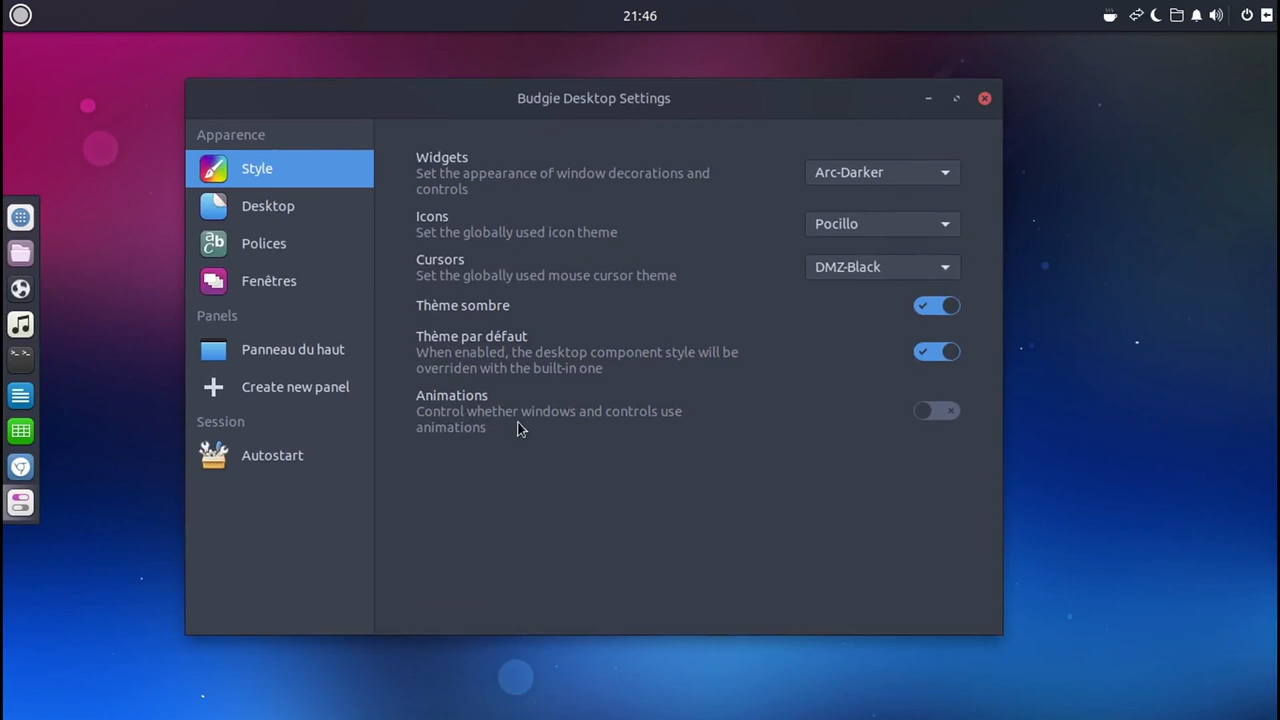 21:46
Budgie Desktop Settings
Apparence
Style
Desktop
Polices
Fenêtres
Panels
Panneau du haut
Create new panel
Session
Autostart
Widgets
Set the appearance of window decorations and
controls
Arc-Darker
Icons
Set the globally used icon theme
Pocillo
Cursors
Set the globally used mouse cursor theme
DMZ-Black
Thème sombre
Thème par défaut
When enabled, the desktop component style will be
overriden with the built-in one
Animations
Control whether windows and controls use
animations